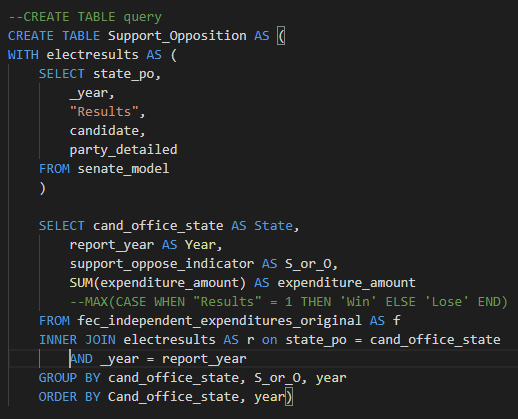 --CREATE TABLE query
CREATE TABLE Support_Opposition AS (
WITH electresults AS (
SELECT state_po,
_year,
"Results",
candidate,
party_detailed
FROM senate_model
)
SELECT cand_office_state AS State,
report_year AS Year,
support_oppose_indicator AS S_or_O,
SUM(expenditure_amount) AS expenditure_amount
--MAX(CASE WHEN "Results" = 1 THEN 'Win' ELSE 'Lose' END)
FROM fec_independent_expenditures_original AS f
INNER JOIN electresults AS r on state_po = cand_office_state
AND _year = report_year
GROUP BY cand_office_state, S_or_O, year
ORDER BY Cand_office_state, year)